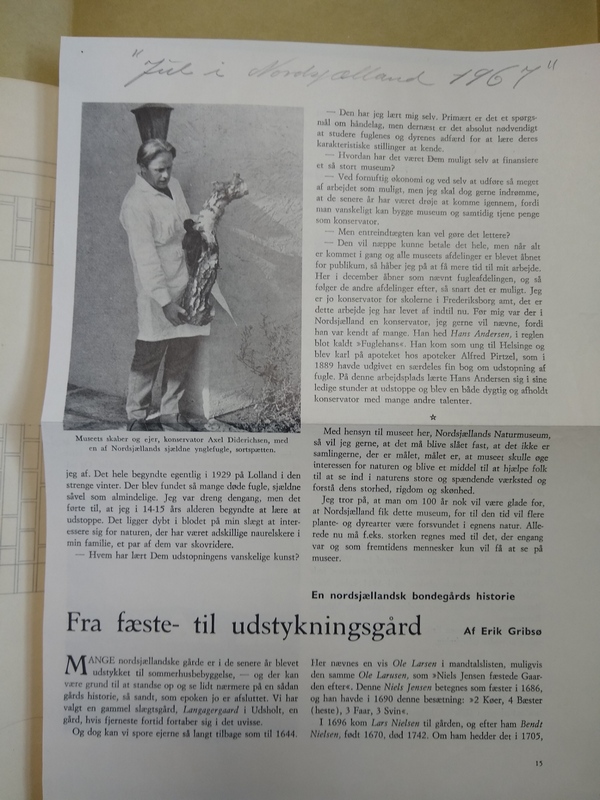 "Jul i Nordsjælland 1967"
Museets skaber og ejer, konservator Axel Diderichsen, med
en af Nordsjællands sjældne ynglefugle, sortspætten.
jeg af. Det hele begyndte egentlig i 1929 på Lolland i den
strenge vinter. Der blev fundet så mange døde fugle, sjældne
såvel som almindelige. Jeg var dreng dengang, men det
førte til, at jeg i 14-15 års alderen begyndte at lære at
udstoppe. Det ligger dybt i blodet på min slægt at inter-
essere sig for naturen, der har været adskillige naurelskere i
min familie, et par af dem var skovridere.
— Hvem har lært Dem udstopningens vanskelige kunst?
— Den har jeg lært mig selv. Primært er det et spørgs-
mål om håndelag, men dernæst er det absolut nødvendigt
at studere fuglenes og dyrenes adfærd for at lære deres
karakteristiske stillinger at kende.
— Hvordan har det været Dem muligt selv at finansiere
et så stort museum?
— Ved fornuftig økonomi og ved selv at udføre så meget
af arbejdet som muligt, men jeg skal dog gerne indrømme,
at de senere år har været drøje at komme igennem, fordi
man vanskeligt kan bygge museum og samtidig tjene penge
som konservator.
— Men entreindtægten kan vel gøre det lettere?
— Den vil næppe kunne betale det hele, men når alt
er kommet i gang og alle museets afdelinger er blevet åbnet
for publikum, så håber jeg på at få mere tid til mit arbejde.
Her i december åbner som nævnt fugleafdelingen, og så
følger de andre afdelinger efter, så snart det er muligt. Jeg
er jo konservator for skolerne i Frederiksborg amt, det er
dette arbejde jeg har levet af indtil nu. Før mig var der i
Nordsjælland en konservator, jeg gerne vil nævne, fordi
han var kendt af mange. Han hed Hans Andersen, i reglen
blot kaldt »Fuglehans«. Han kom som ung til Helsinge og
blev karl på apoteket hos apoteker Alfred Pirtzel, som i
1889 havde udgivet en særdeles fin bog om udstopning af
fugle. På denne arbejdsplads lærte Hans Andersen sig i sine
ledige stunder at udstoppe og blev en både dygtig og afholdt
konservator med mange andre talenter.
☆
Med hensyn til museet her, Nordsjællands Naturmuseum,
så vil jeg gerne, at det må blive slået fast, at det ikke er
samlingerne, der er målet, målet er, at museet skulle øge
interessen for naturen og blive et middel til at hjælpe folk
til at se ind i naturens store og spændende værksted og
forstå dens storhed, rigdom og skønhed.
Jeg tror på, at man om 100 år nok vil være glade for,
at Nordsjælland fik dette museum, for til den tid vil flere
plante- og dyrearter være forsvundet i egnens natur. Alle-
rede nu må f.eks. storken regnes med til det, der engang
var og som fremtidens mennesker kun vil få at se på
museer.
En nordsjællandsk bondegårds historie
Fra fæste- til udstykningsgård
Af Erik Gribsø
MANGE nordsjællandske gårde er i de senere år blevet
udstykket til sommerhusbebyggelse, — og der kan
være grund til at standse op og se lidt nærmere på en sådan
gårds historie, så sandt, som epoken jo er afsluttet. Vi har
valgt en gammel slægtsgård, Langagergaard i Udsholt, en
gård, hvis fjerneste fortid fortaber sig i det uvisse.
Og dog kan vi spore ejerne så langt tilbage som til 1644.
Her nævnes en vis Ole Larsen i mandtalslisten, muligvis
den samme Ole Larusen, som »Niels Jensen fæstede Gaar-
den efter«. Denne Niels Jensen betegnes som fæster i 1686,
og han havde i 1690 denne besætning: »2 Køer, 4 Bæster
(heste), 3 Faar, 3 Svin«.
I 1696 kom Lars Nielsen til gården, og efter ham Bendt
Nielsen, født 1670, død 1742. Om ham hedder det i 1705,
15